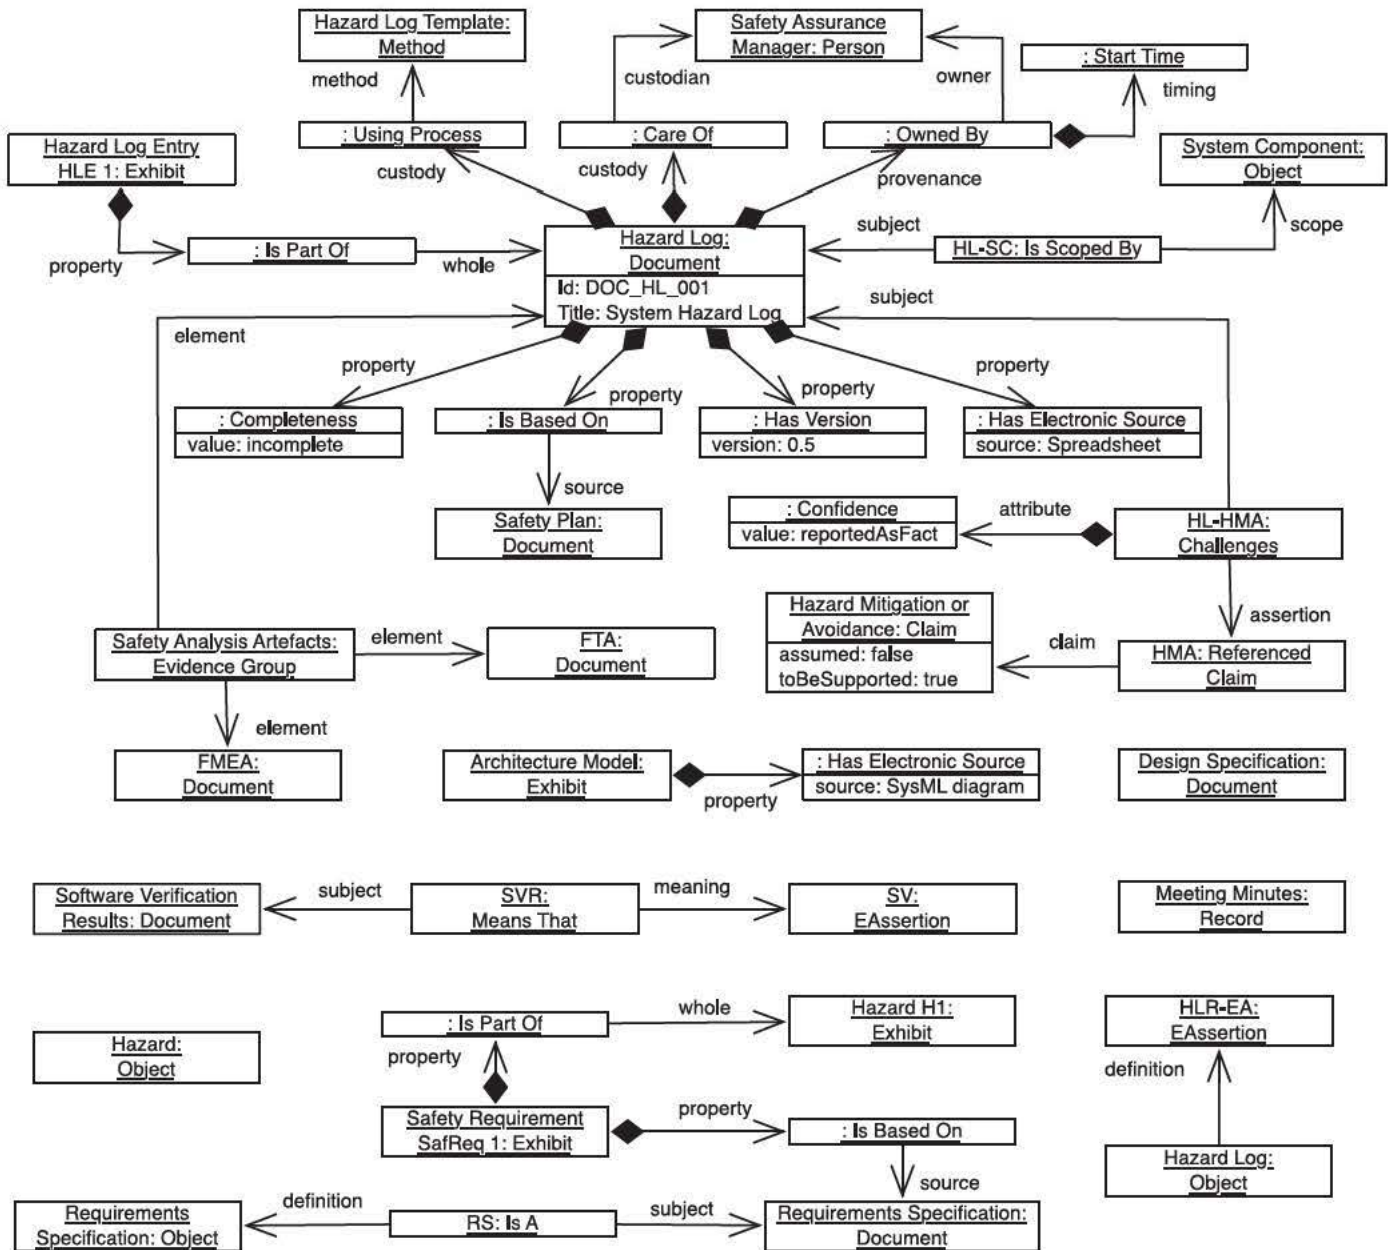 Hazard Log Template:
Method
Safety Assurance
Manager: Person
: Start Time
method
custodian
owner
timing
: Using Process
: Care Of
: Owned By
Hazard Log Entry
HLE 1: Exhibit
System Component:
Object
custody
custody
provenance
property
: Is Part Of
whole
Hazard Log:
Document
Id: DOC_HL_001
Title: System Hazard Log
subject
HL-SC: Is Scoped By
scope
subject
element
property
property
property
property
: Completeness
value: incomplete
: Is Based On
: Has Version
version: 0.5
: Has Electronic Source
source: Spreadsheet
source
Safety Plan:
Document
: Confidence
value: reportedAsFact
attribute
HL-HMA:
Challenges
assertion
Hazard Mitigation or
Avoidance: Claim
assumed: false
toBeSupported: true
claim
HMA: Referenced
Claim
Safety Analysis Artefacts:
Evidence Group
element
FTA:
Document
element
FMEA:
Document
Architecture Model:
Exhibit
property
: Has Electronic Source
source: SysML diagram
Design Specification:
Document
Software Verification
Results: Document
subject
SVR:
Means That
meaning
SV:
EAssertion
Meeting Minutes:
Record
Hazard:
Object
: Is Part Of
whole
Hazard H1:
Exhibit
HLR-EA:
EAssertion
property
definition
Safety Requirement
SafReq 1: Exhibit
property
: Is Based On
Hazard Log:
Object
source
Requirements
Specification: Object
definition
RS: Is A
subject
Requirements Specification:
Document